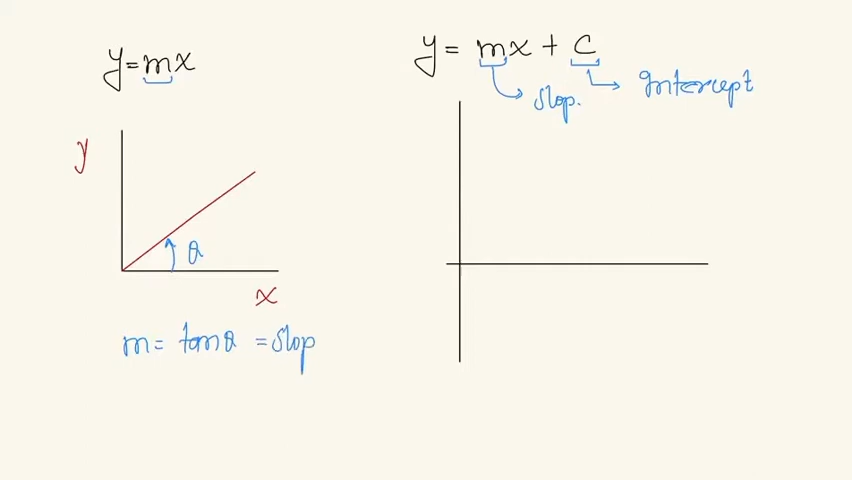 y=mx
y = mx + c
slop.
Intercept
y
θ
x
m = tanθ = slop